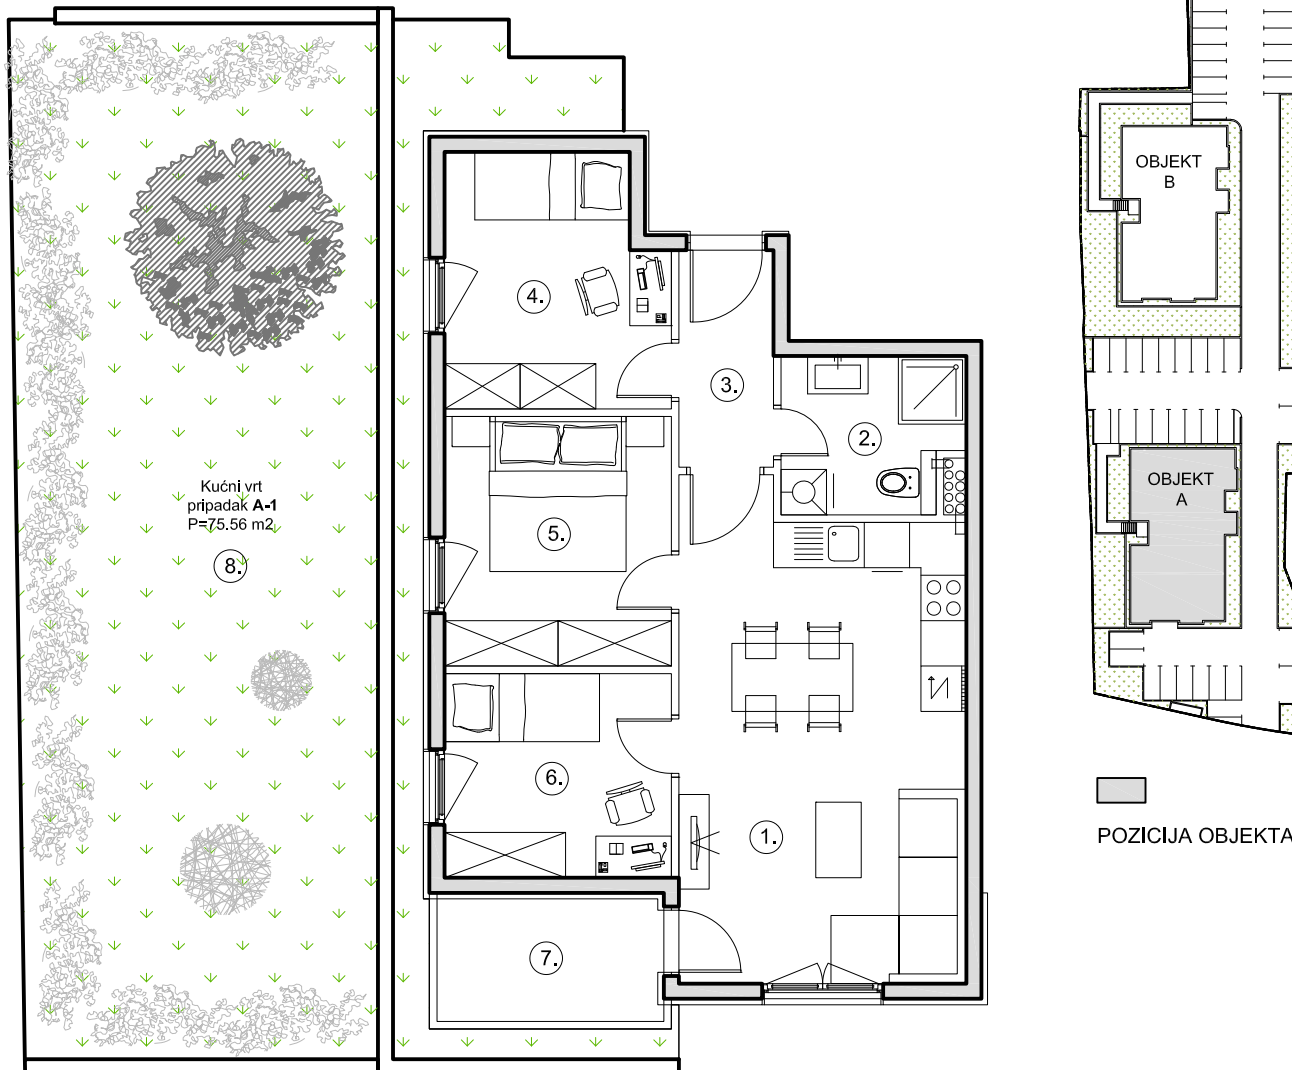 OBJEKT
B
4.
3.
2.
OBJEKT
A
Kućni vrt
pripadak A-1
P=75.56 m2
8.
5.
6.
1.
POZICIJA OBJEKTA
7.